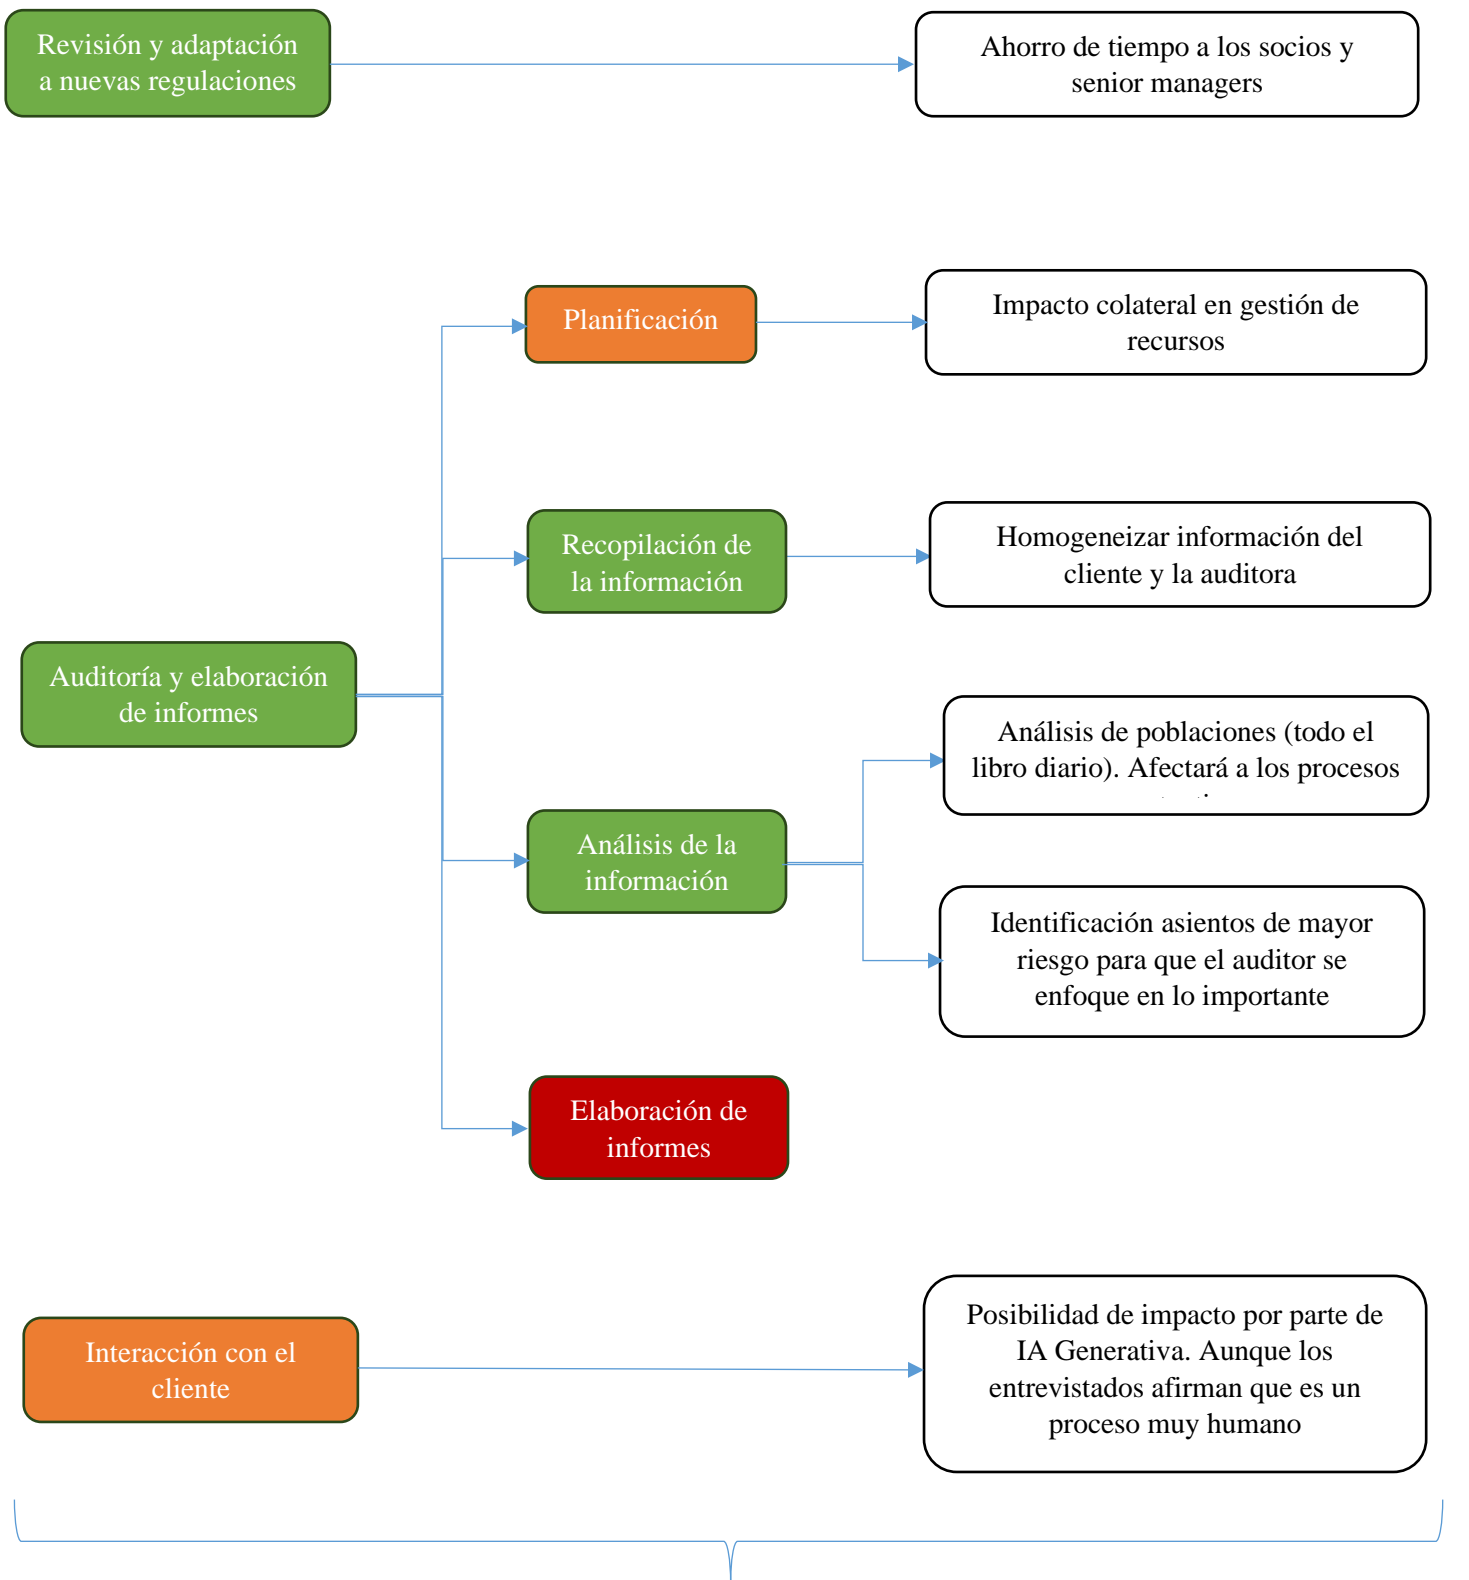 Revisión y adaptación
a nuevas regulaciones
Ahorro de tiempo a los socios y
senior managers
Planificación
Impacto colateral en gestión de
recursos
Recopilación de
la información
Homogeneizar información del
cliente y la auditora
Auditoría y elaboración
de informes
Análisis de la
información
Análisis de poblaciones (todo el
libro diario). Afectará a los procesos
Identificación asientos de mayor
riesgo para que el auditor se
enfoque en lo importante
Elaboración de
informes
Interacción con el
cliente
Posibilidad de impacto por parte de
IA Generativa. Aunque los
entrevistados afirman que es un
proceso muy humano